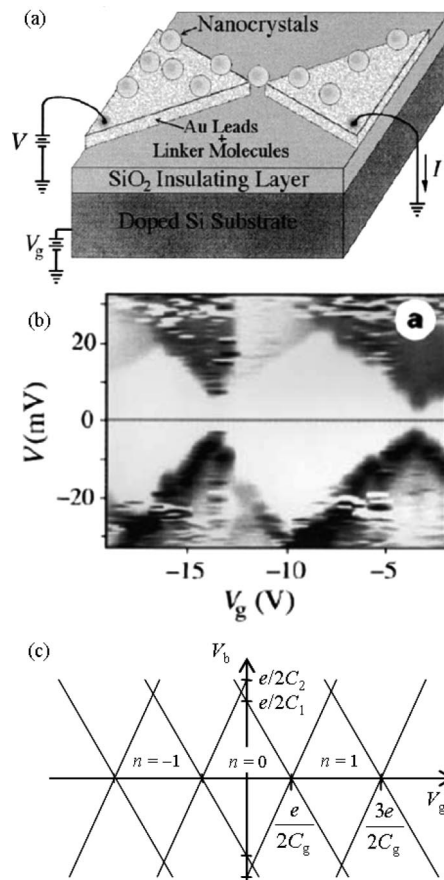 (a)
Nanocrystals
V
Au Leads
+
Linker Molecules
I
SiO₂ Insulating Layer
Doped Si Substrate
Vg
(b)
a
20
0
−20
V(mV)
−15
−10
−5
Vg (V)
(c)
Vb
e/2C₂
e/2C₁
n = −1
n = 0
n = 1
Vg
e
2Cg
3e
2Cg